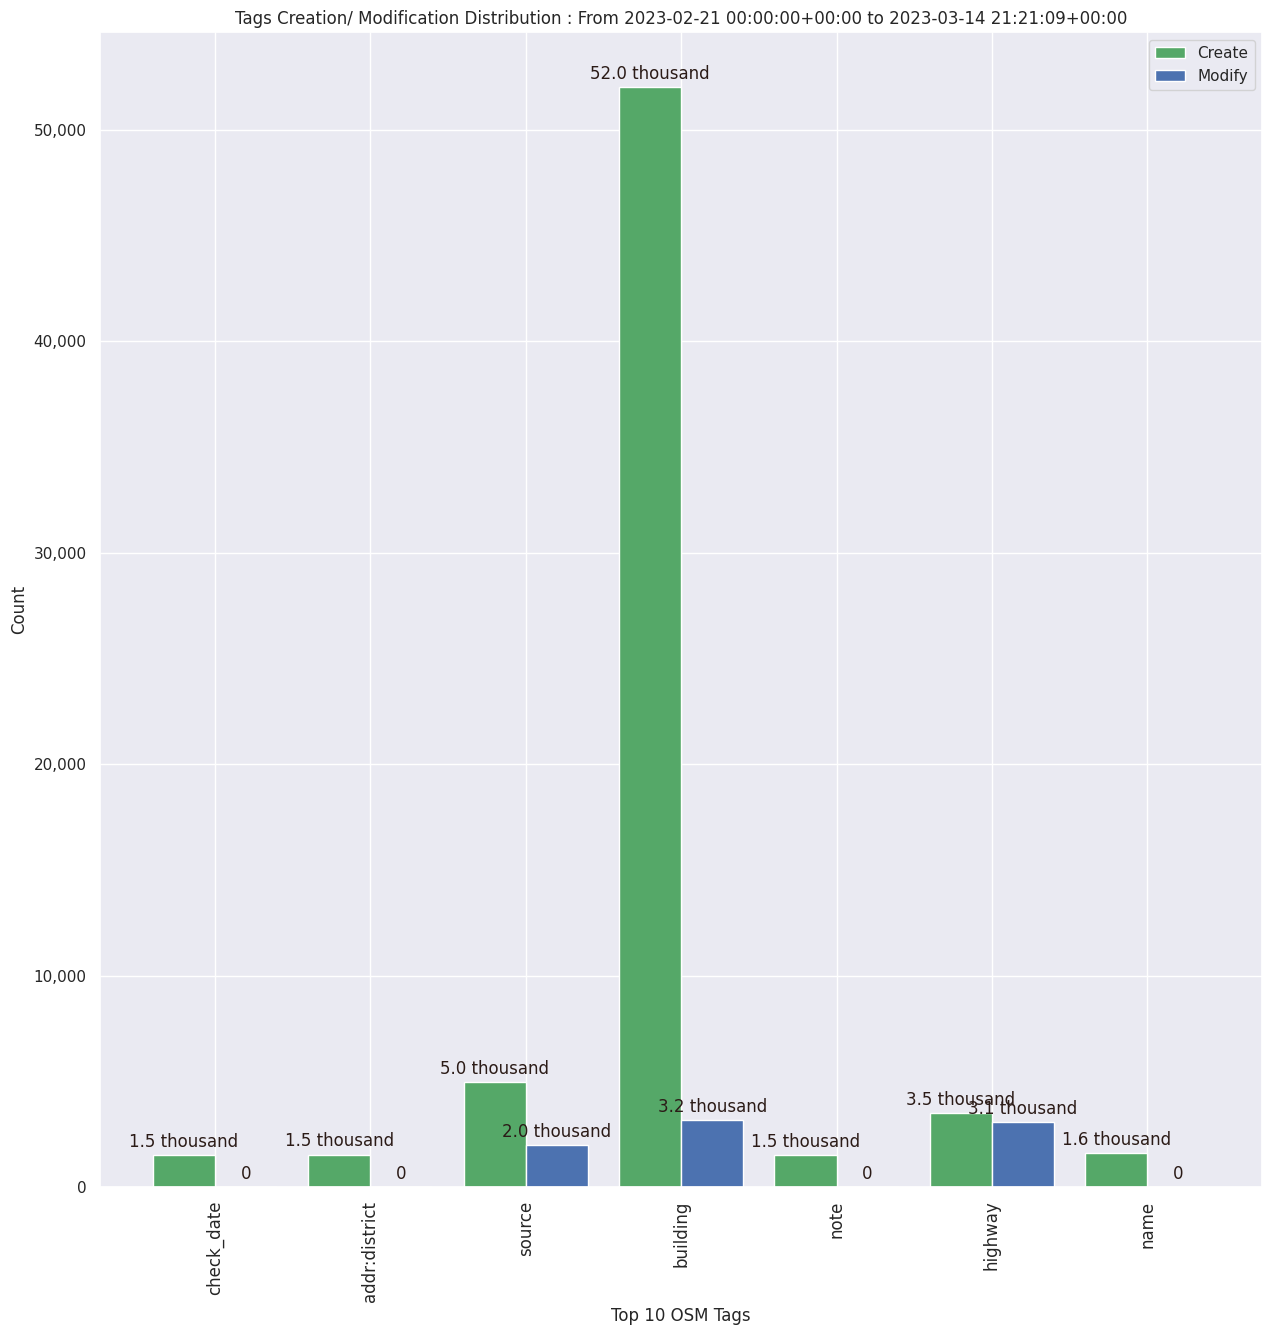 Tags Creation/ Modification Distribution : From 2023-02-21 00:00:00+00:00 to 2023-03-14 21:21:09+00:00
Create
Modify
52.0 thousand
50,000
40,000
30,000
20,000
10,000
0
Count
1.5 thousand
0
1.5 thousand
0
5.0 thousand
2.0 thousand
3.2 thousand
1.5 thousand
0
3.5 thousand
3.1 thousand
1.6 thousand
0
check_date
addr:district
source
building
note
highway
name
Top 10 OSM Tags